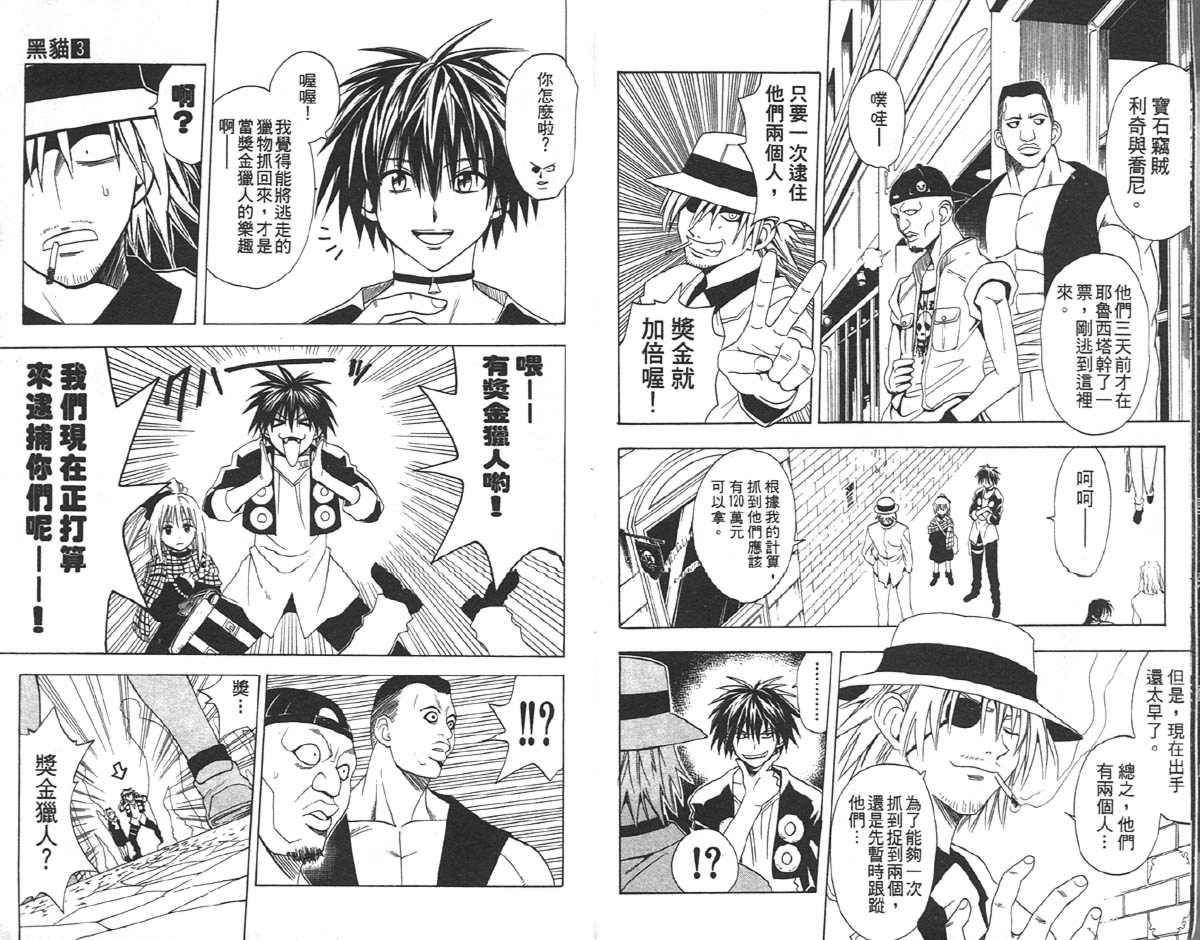 寶石竊賊
利奇與喬尼。
他們三天前才在
耶魯西塔幹了一
票，剛逃到這裡
來。
噗哇——
只要一次逮住
他們兩個人，
獎金就
加倍喔！
呵呵——
根據我的計算，
抓到他們應該
有120萬元
可以拿。
但是，現在出手
還太早了。
總之，他們
有兩個人…
為了能夠一次
抓到捉到兩個，
還是先暫時跟蹤
他們…
………
!?
黑貓3
你怎麼啦？
喔喔！
我覺得能將逃走的
獵物抓回來，才是
當獎金獵人的樂趣
啊——
啊？
喂——
有獎金獵人喲！
我們現在正打算
來逮捕你們呢——！
!!?
獎…
獎金獵人？